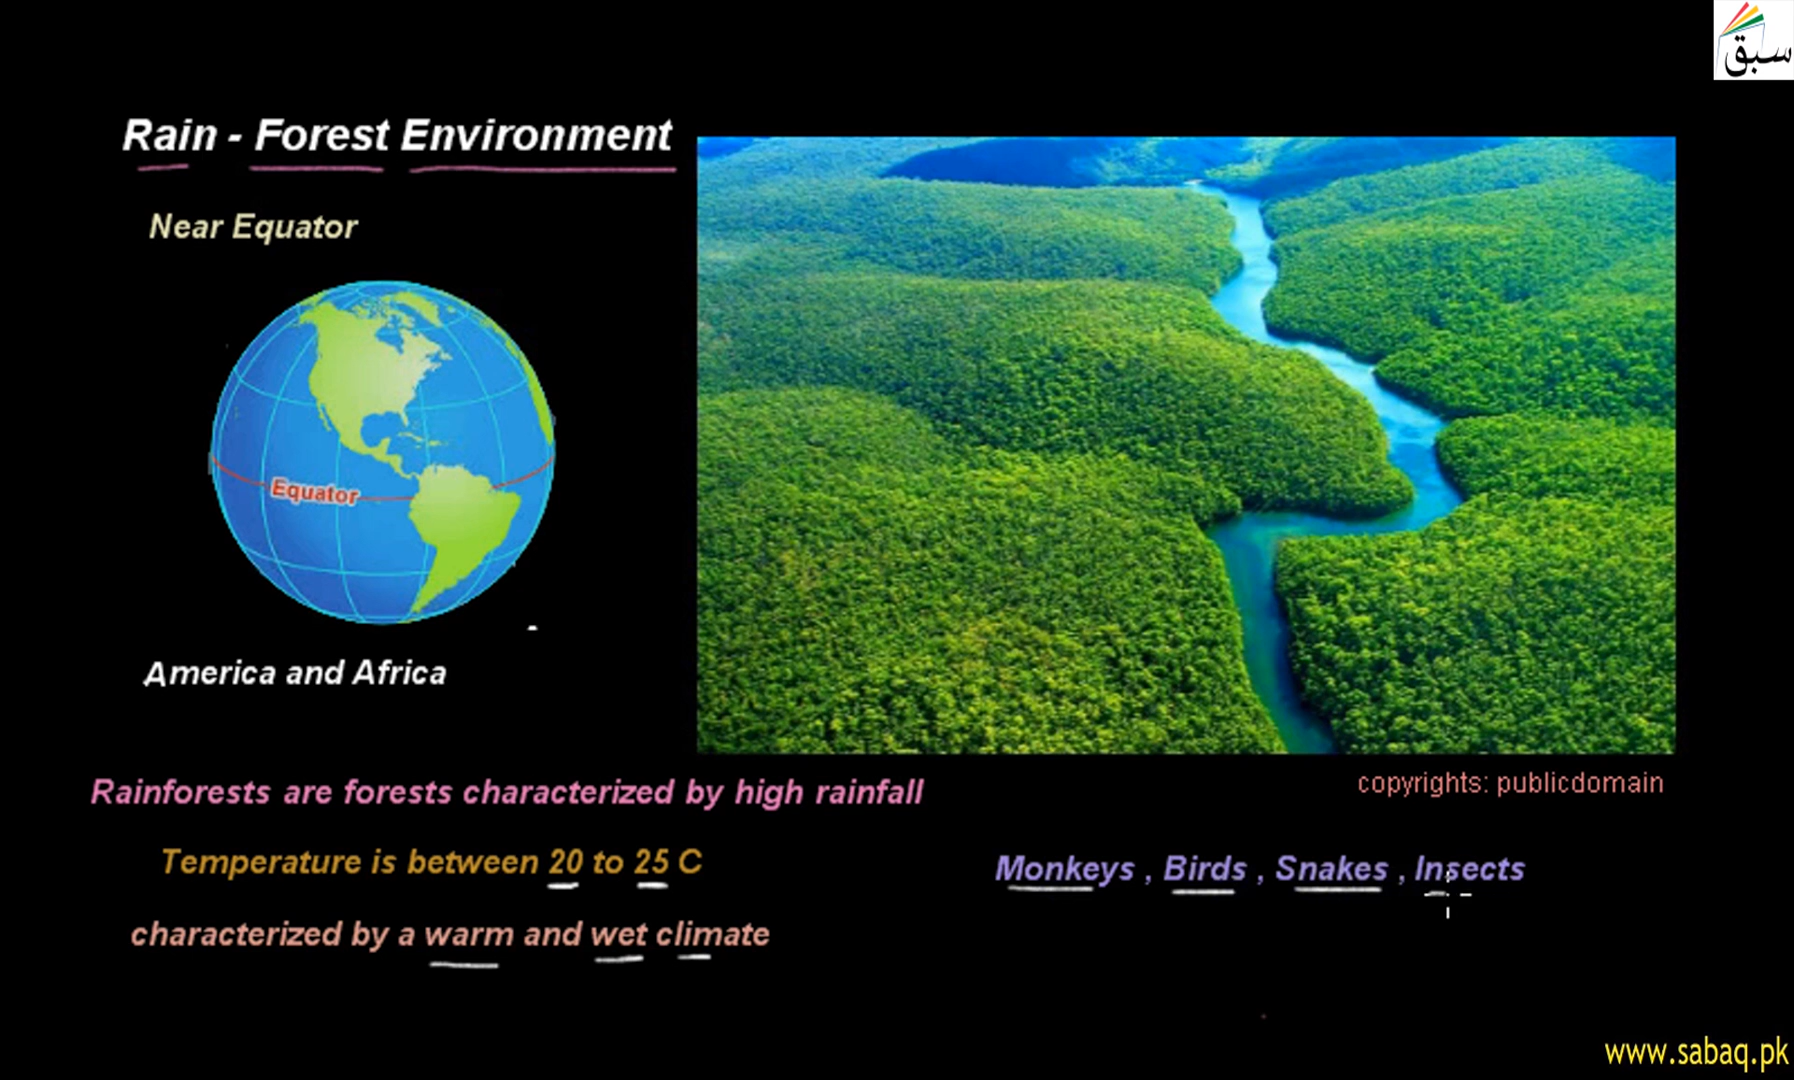 سبق
Rain - Forest Environment
Near Equator
Equator
America and Africa
copyrights: publicdomain
Rainforests are forests characterized by high rainfall
Temperature is between 20 to 25 C
Monkeys , Birds , Snakes , Insects
characterized by a warm and wet climate
www.sabaq.pk